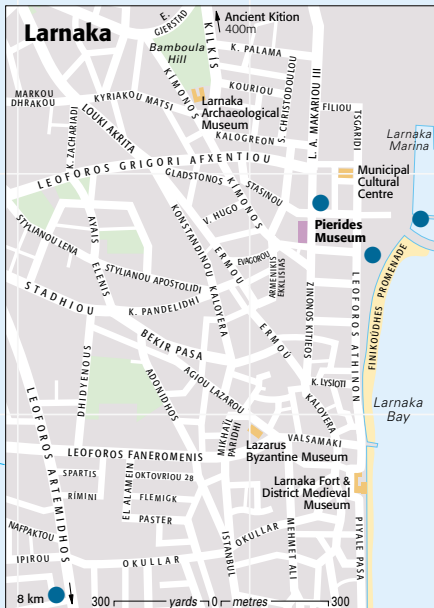 Larnaka
E. GJERSTAD
Ancient Kition
400m
Bamboula
Hill
KILKIS
K. PALAMA
KIMONOS
KOURIOU
S. CHRISTODOULOU
L. A. MAKARIOU III
MARKOU
DHRAKOU
KYRIAKOU MATSI
Larnaka
Archaeological
Museum
FILIOU
TSGARIDI
K. ZACHARIADI
LOUKI AKRITA
KALOGREON
Larnaka
Marina
LEOFOROS GRIGORI AFXENTIOU
GLADSTONOS
STASINOU
Municipal
Cultural
Centre
KIMONOS
V. HUGO
Pierides
Museum
STYLIANOU LENA
AYAIS
ELENIS
KONSTANDINOU KALOYERA
ERMOU
EVAGOROU
ARMENIKIS
EKKLISIAS
STYLIANOU APOSTOLIDI
ZINONOS KITIEOS
LEOFOROS ATHINON
FINIKOUDHES PROMENADE
STADHIOU
K. PANDELIDHI
ERMOÚ
BEKIR PASA
DHIDYENOUS
ADONIDHOS
AGIOU LAZAROU
K. LYSIOTI
KALOYERA
Larnaka
Bay
MIKHAIL
PARIDHI
VALSAMAKI
Lazarus
Byzantine Museum
LEOFOROS FANEROMENIS
LEOFOROS ARTEMIDHOS
SPARTIS
OKTOVRIOU 28
Larnaka Fort &
District Medieval
Museum
RIMINI
EL ALAMEIN
FLEMIGK
PASTER
NAFPAKTOU
OKULLAR
IPIROU
OKULLAR
ISTANBUL
MEHMET ALI
PIYALE PASA
8 km
300 yards 0 metres 300